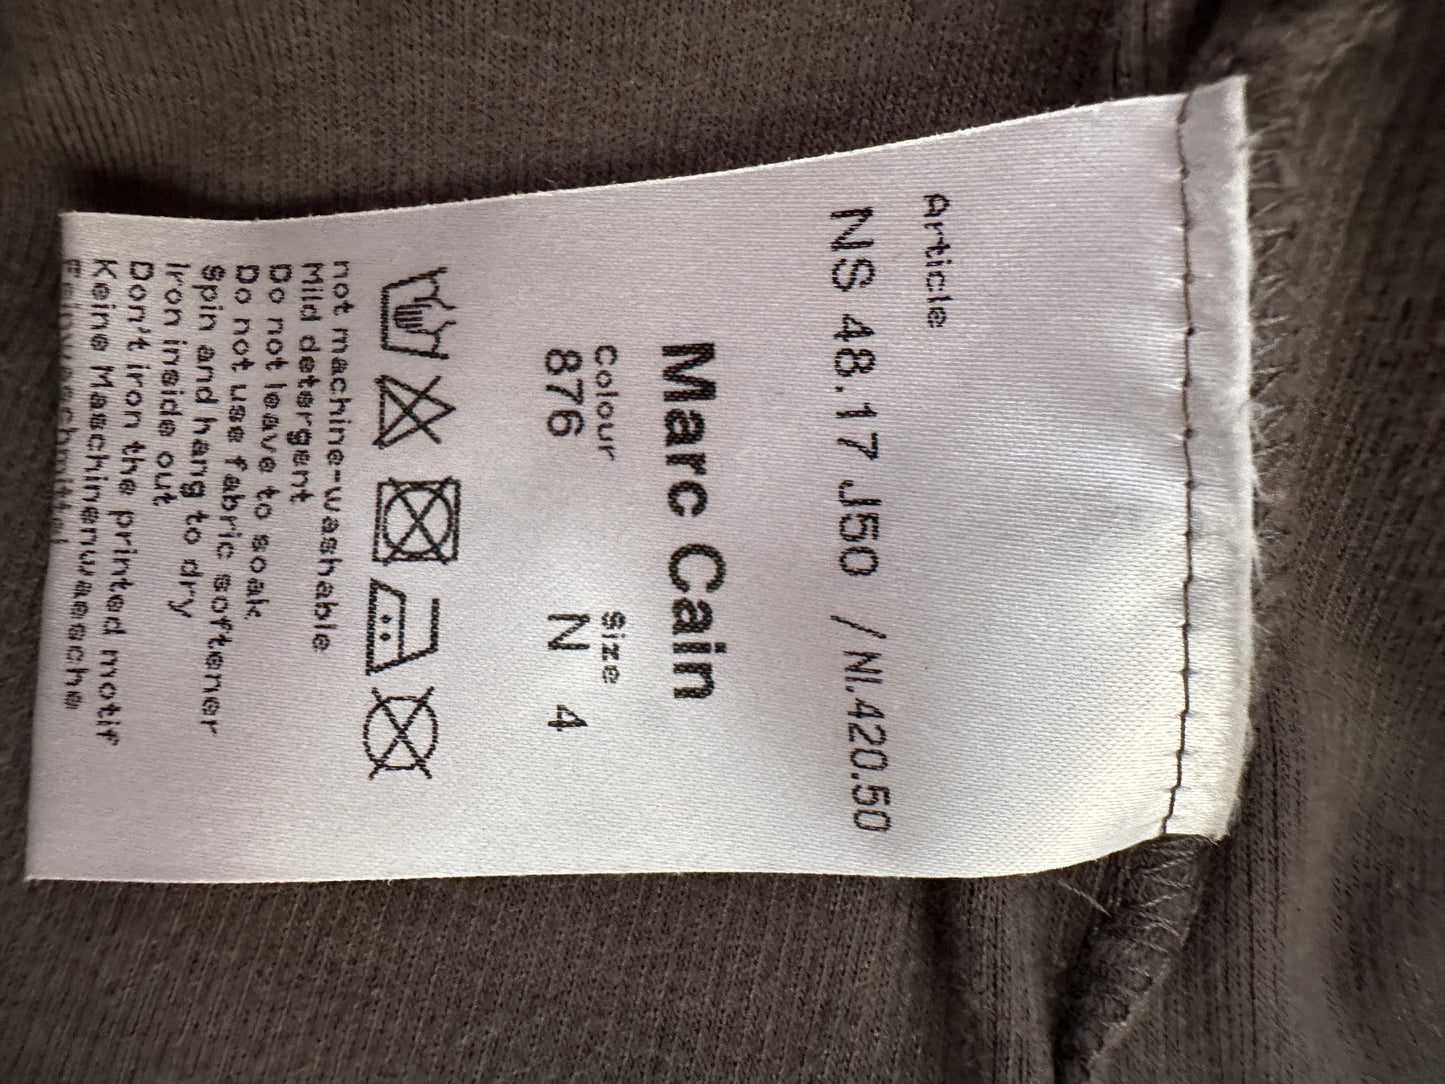 Article
NS 48.17 J50 / NI.420.50
Marc Cain
Colour Size
876 N 4
not machine-washable
Mild detergent
Do not leave to soak
Do not use fabric softener
Spin and hang to dry
Iron inside out
Don't iron the printed motif
Keine Maschinenwaesche